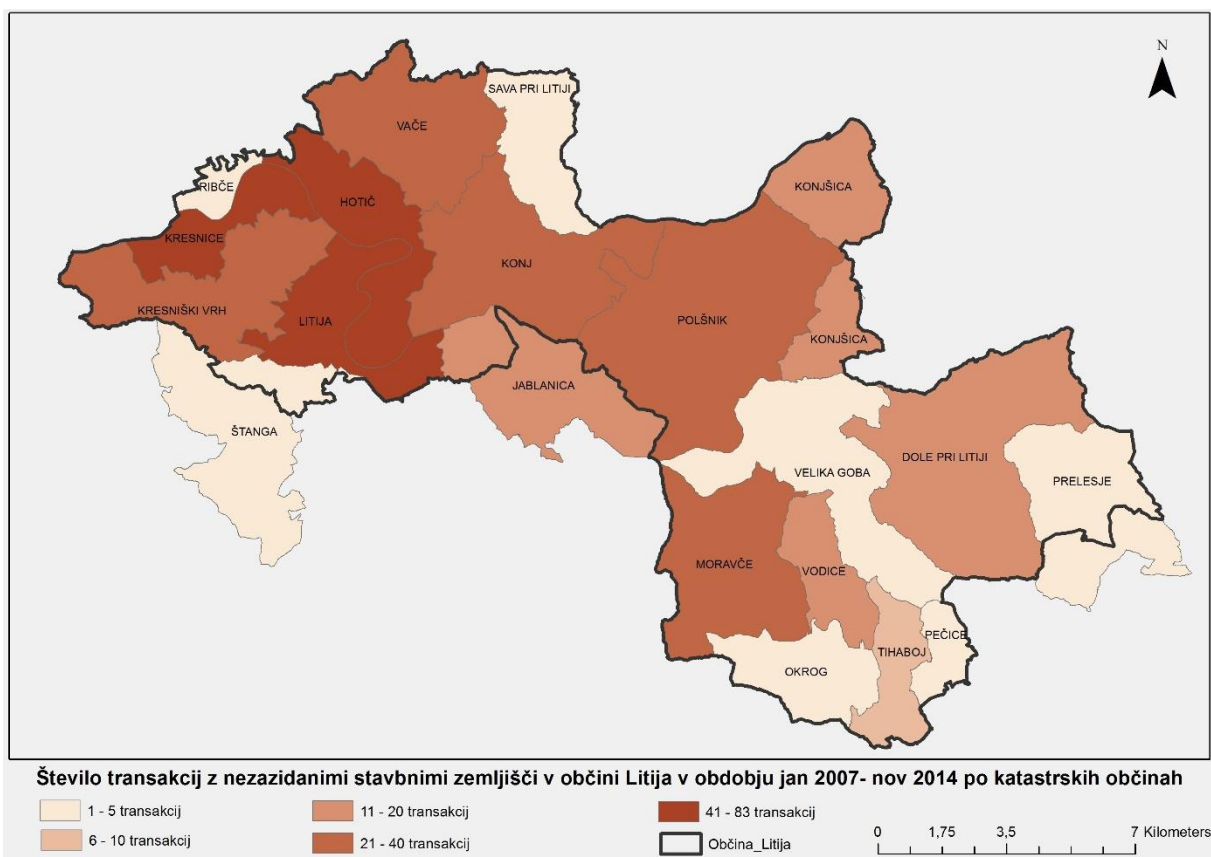 N
SAVA PRI LITIJI
VAČE
KONJŠICA
RIBČE
HOTIČ
KRESNICE
KONJ
KRESNIŠKI VRH
LITIJA
POLŠNIK
KONJŠICA
JABLANICA
ŠTANGA
DOLE PRI LITIJI
VELIKA GOBA
PRELESJE
MORAVČE
VODICE
PEČICE
TIHABOJ
OKROG
Število transakcij z nezazidanimi stavbnimi zemljišči v občini Litija v obdobju jan 2007- nov 2014 po katastrskih občinah
1 - 5 transakcij
11 - 20 transakcij
41 - 83 transakcij
6 - 10 transakcij
21 - 40 transakcij
Občina_Litija
0 1,75 3,5 7 Kilometers